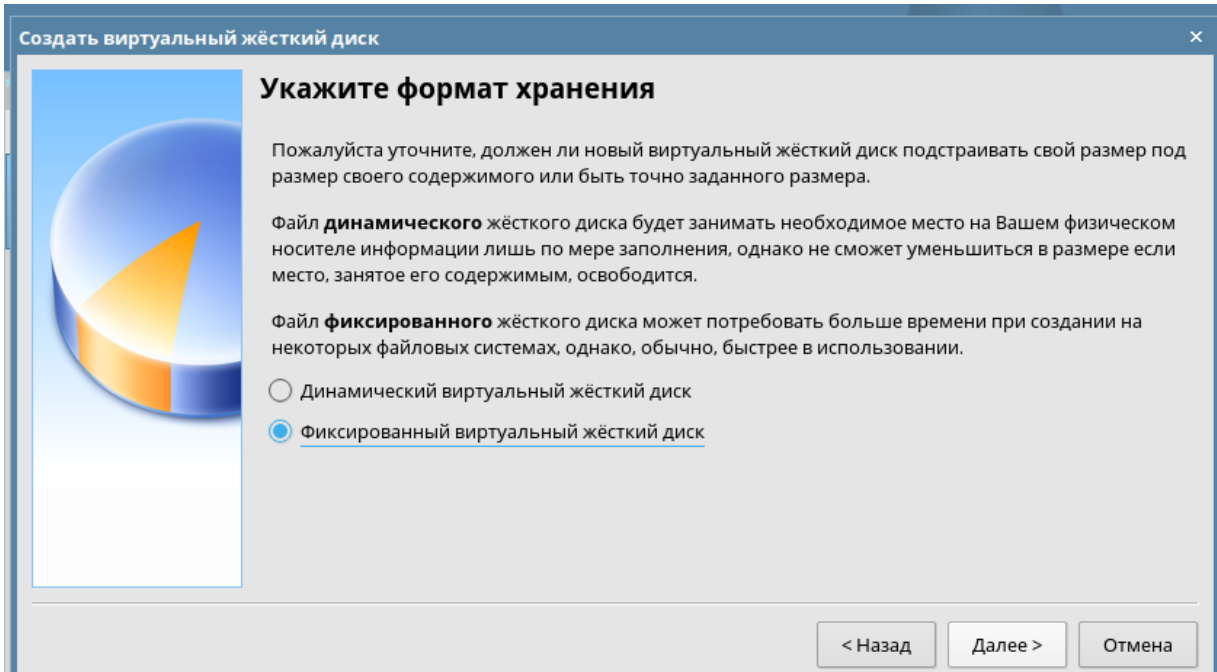 Создать виртуальный жёсткий диск
Укажите формат хранения
Пожалуйста уточните, должен ли новый виртуальный жёсткий диск подстраивать свой размер под
размер своего содержимого или быть точно заданного размера.
Файл динамического жёсткого диска будет занимать необходимое место на Вашем физическом
носителе информации лишь по мере заполнения, однако не сможет уменьшиться в размере если
место, занятое его содержимым, освободится.
Файл фиксированного жёсткого диска может потребовать больше времени при создании на
некоторых файловых системах, однако, обычно, быстрее в использовании.
Динамический виртуальный жёсткий диск
Фиксированный виртуальный жёсткий диск
< Назад Далее > Отмена